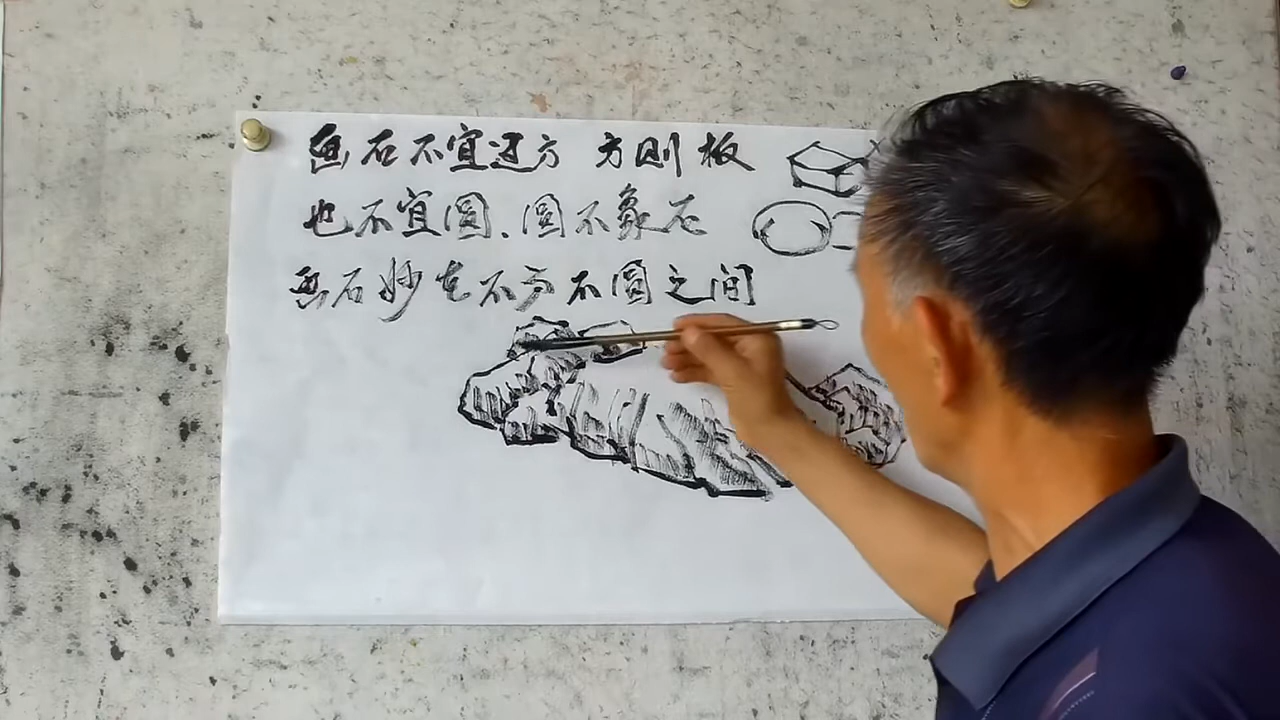 画石不宜过方 方则板
也不宜圆.圆不象石
画石妙在不方不圆之间